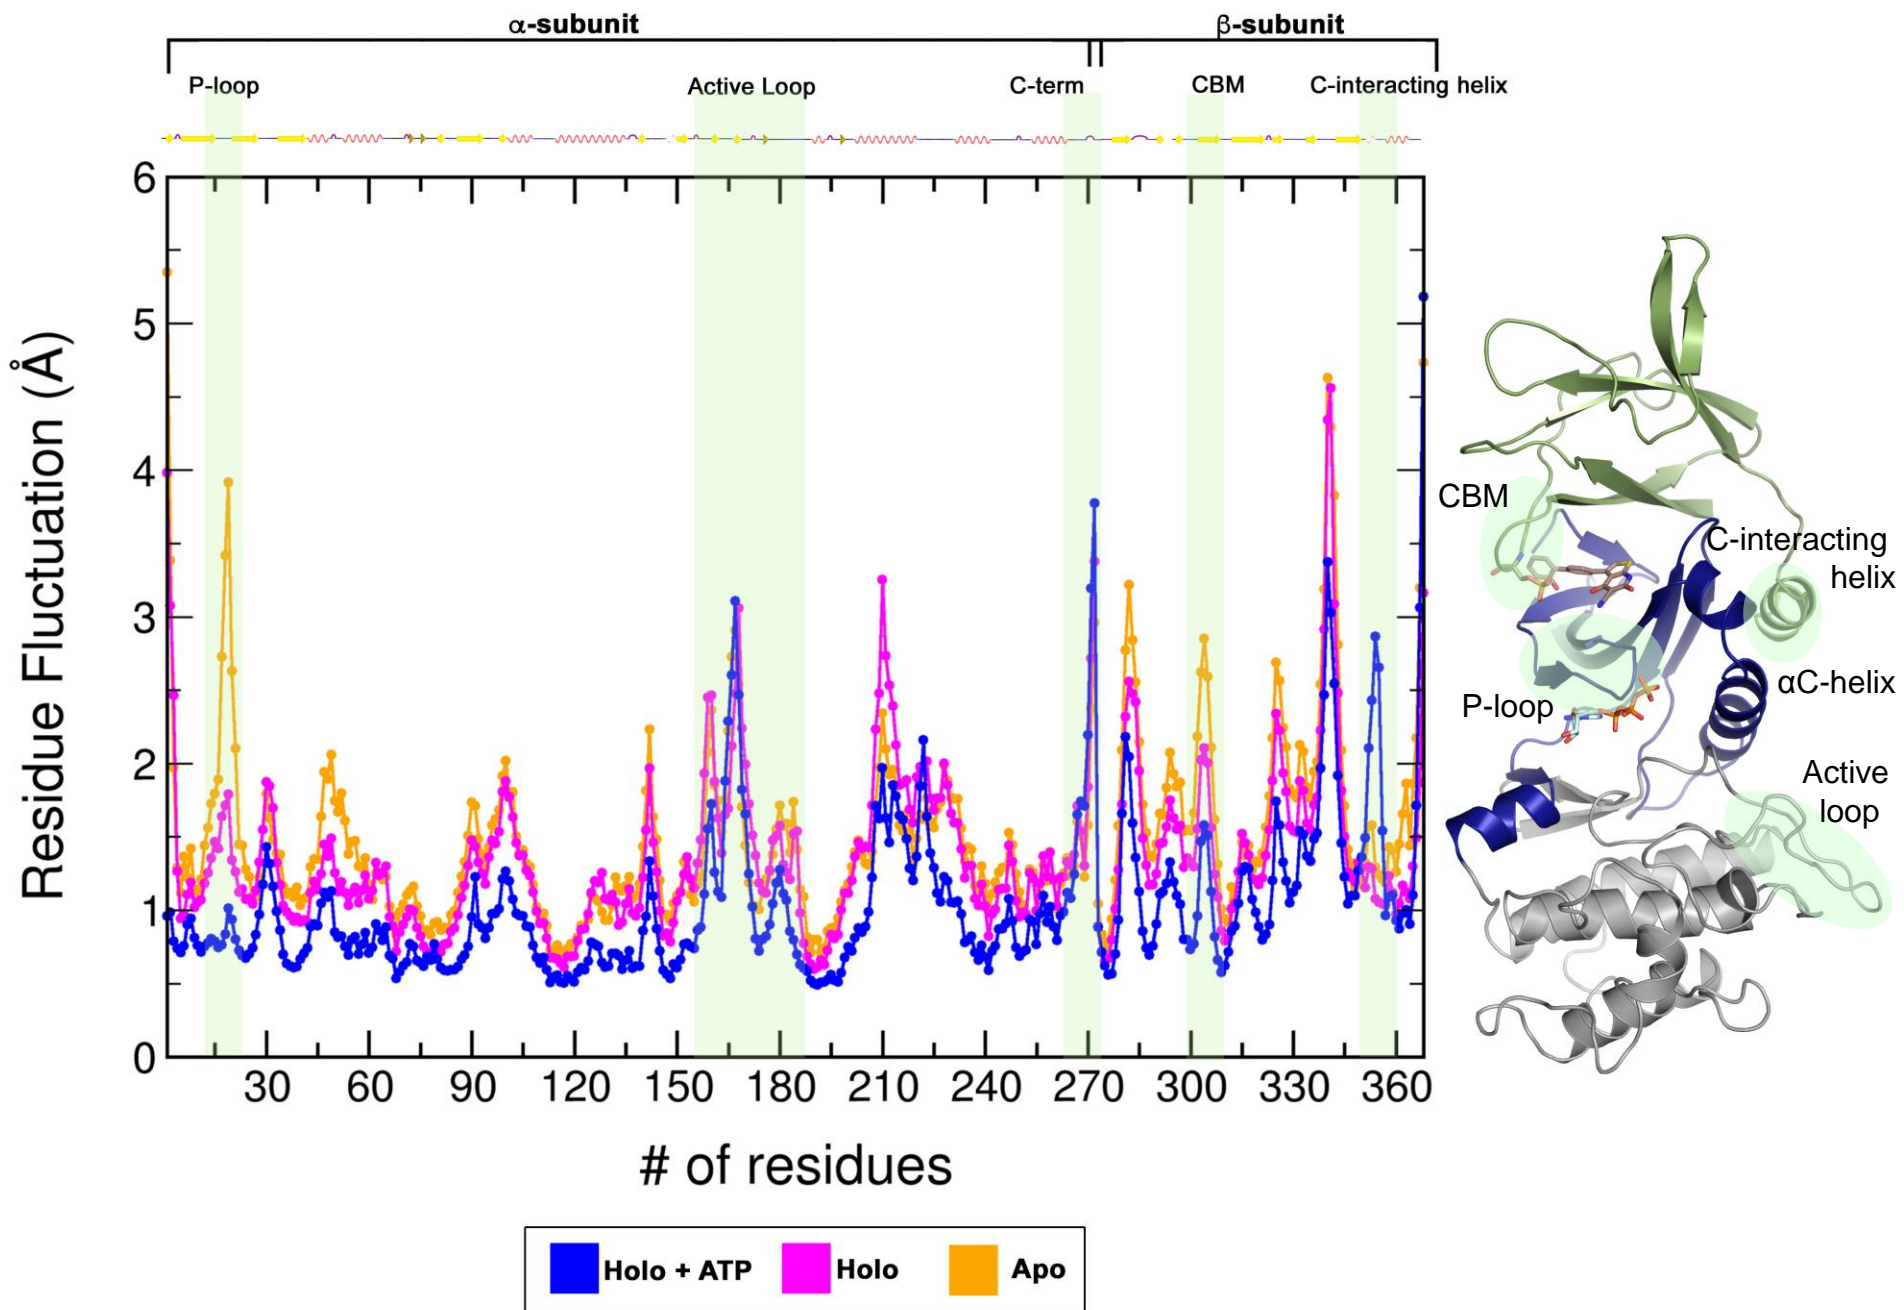 α-subunit β-subunit
P-loop Active Loop C-term CBM C-interacting helix
6
5
4
3
2
1
0
Residue Fluctuation (Å)
30 60 90 120 150 180 210 240 270 300 330 360
# of residues
Holo + ATP Holo Apo
CBM
C-interacting
helix
αC-helix
P-loop
Active
loop